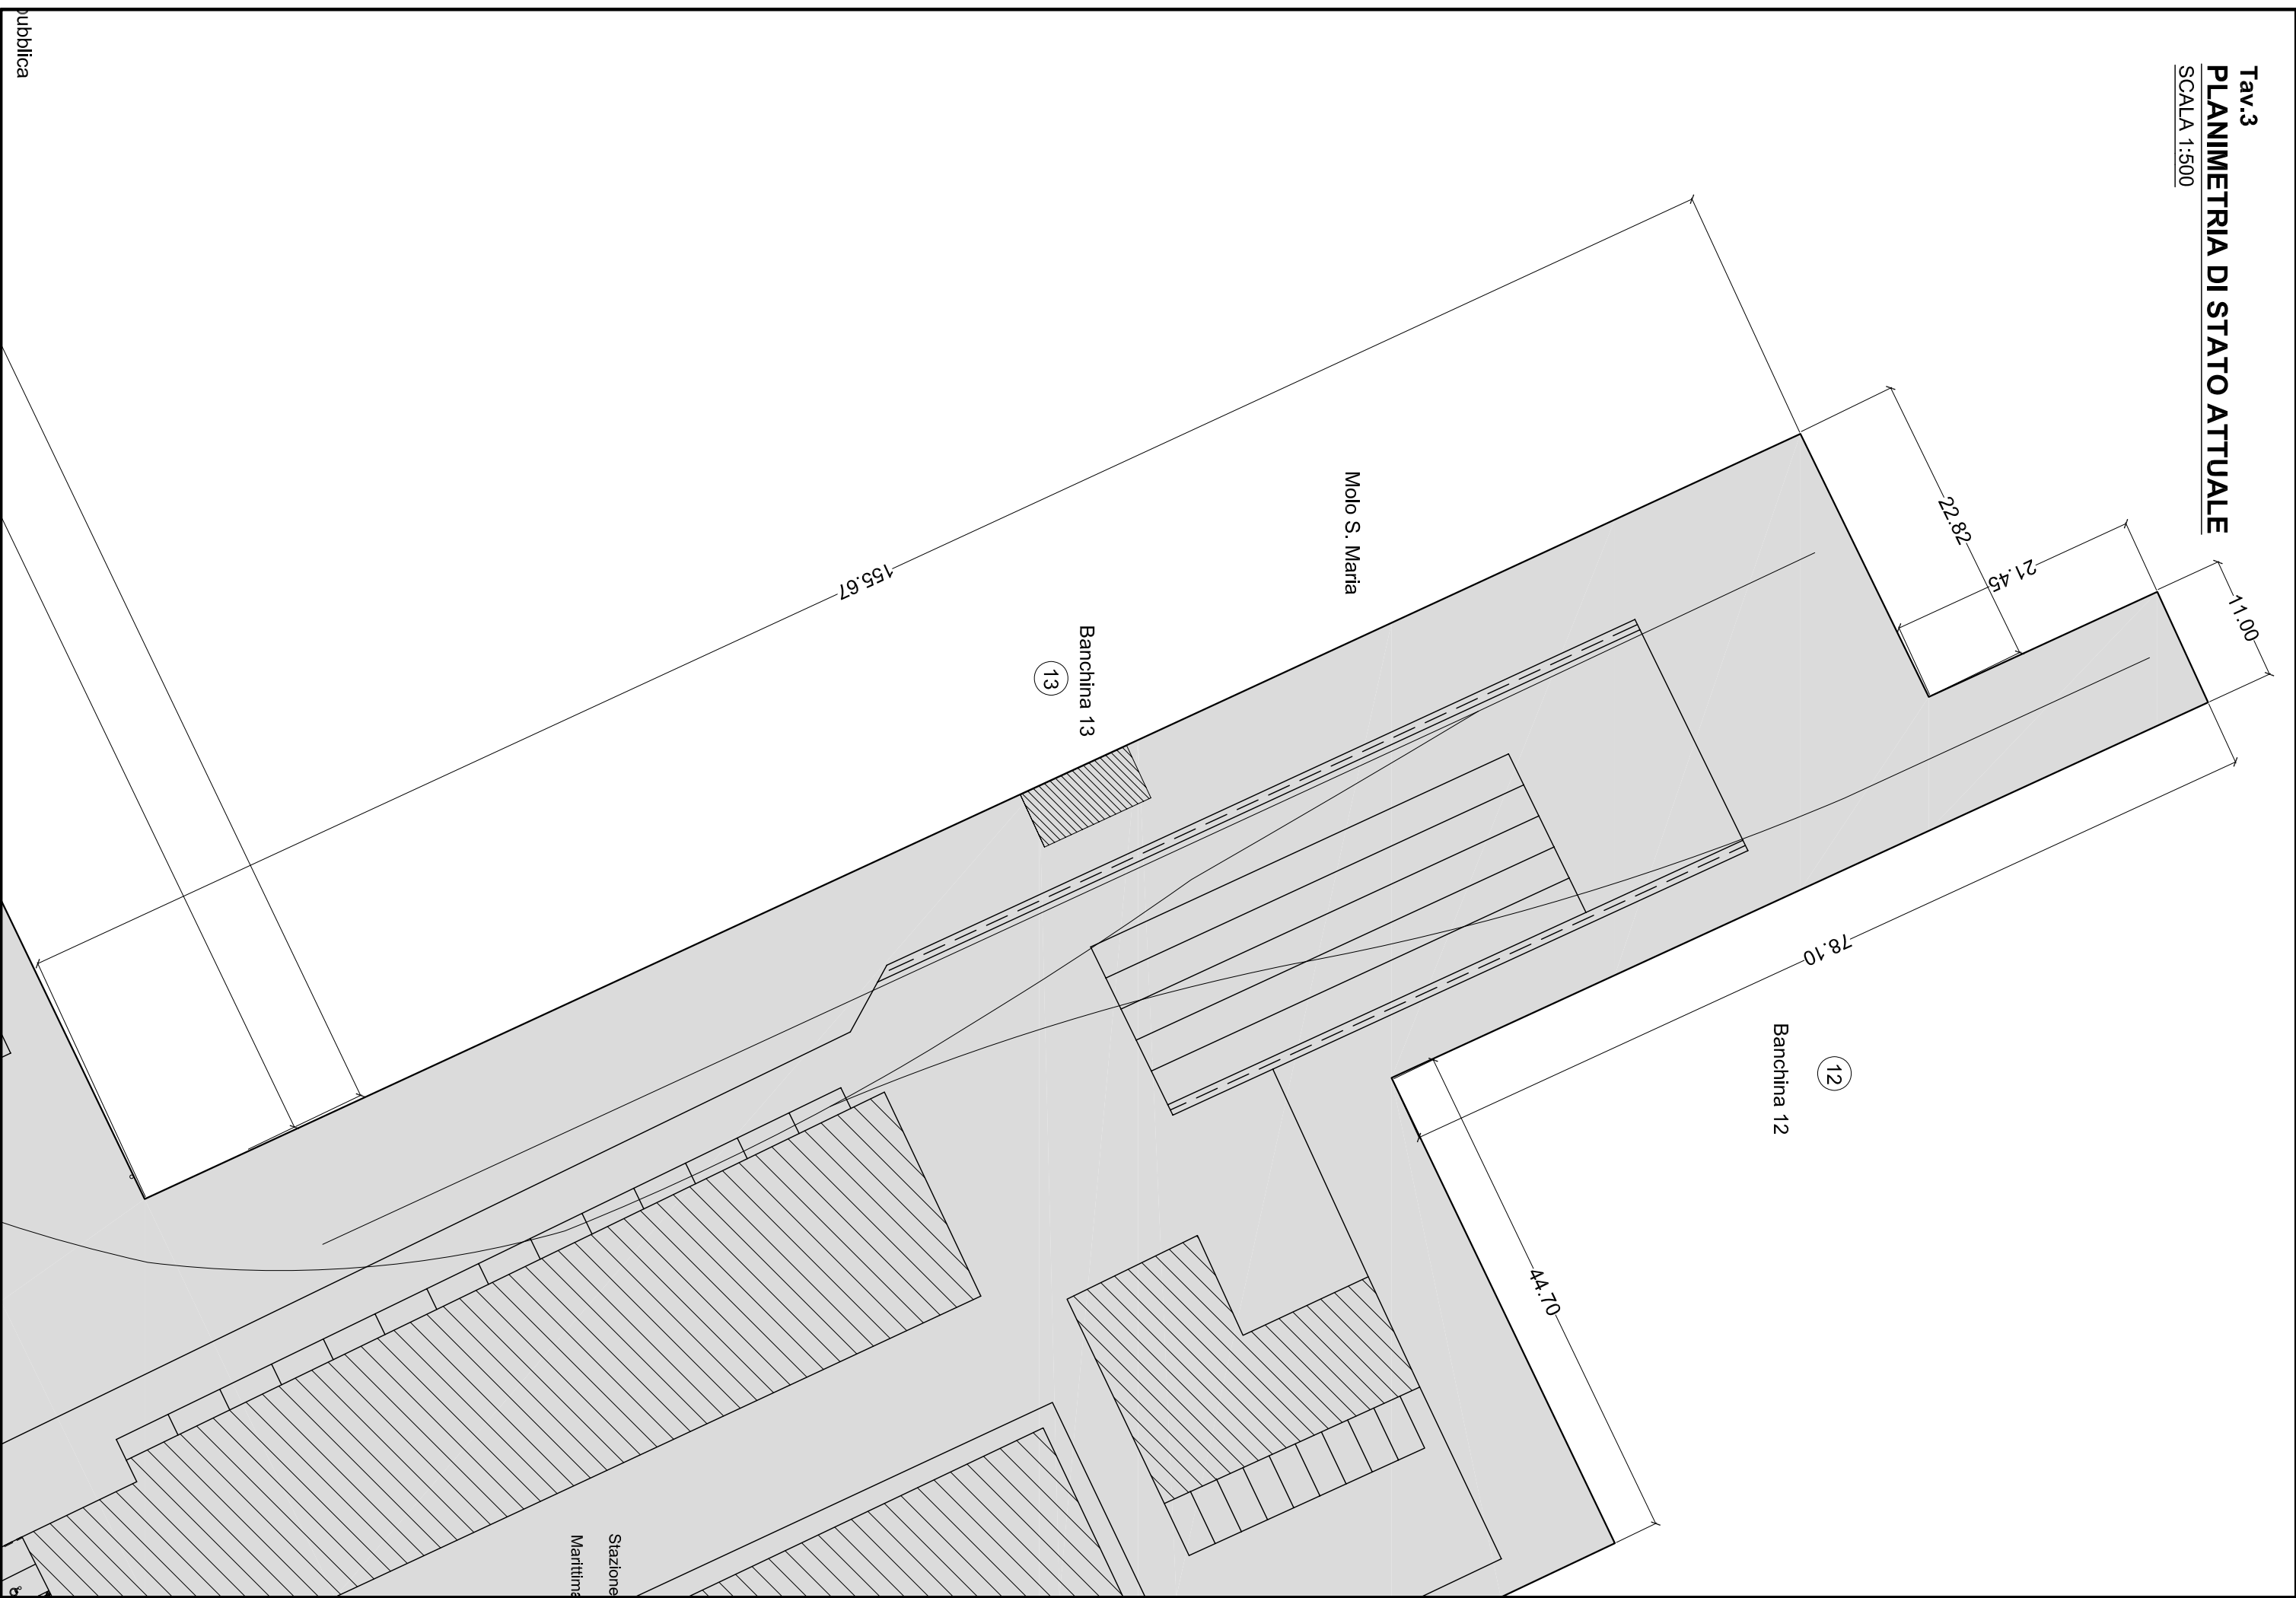 Tav.3
PLANIMETRIA DI STATO ATTUALE
SCALA 1:500
11.00
21.45
22.82
155.67
Molo S. Maria
Banchina 13
13
78.10
12
Banchina 12
44.70
Stazione
Marittima
pubblica